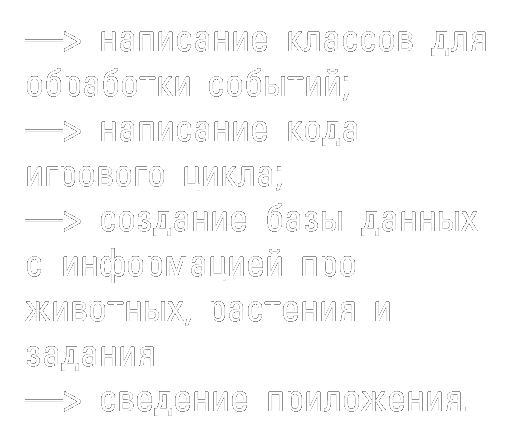 —> написание классов для
обработки событий;
—> написание кода
игрового цикла;
—> создание базы данных
с информацией про
животных, растения и
задания
—> сведение приложения.